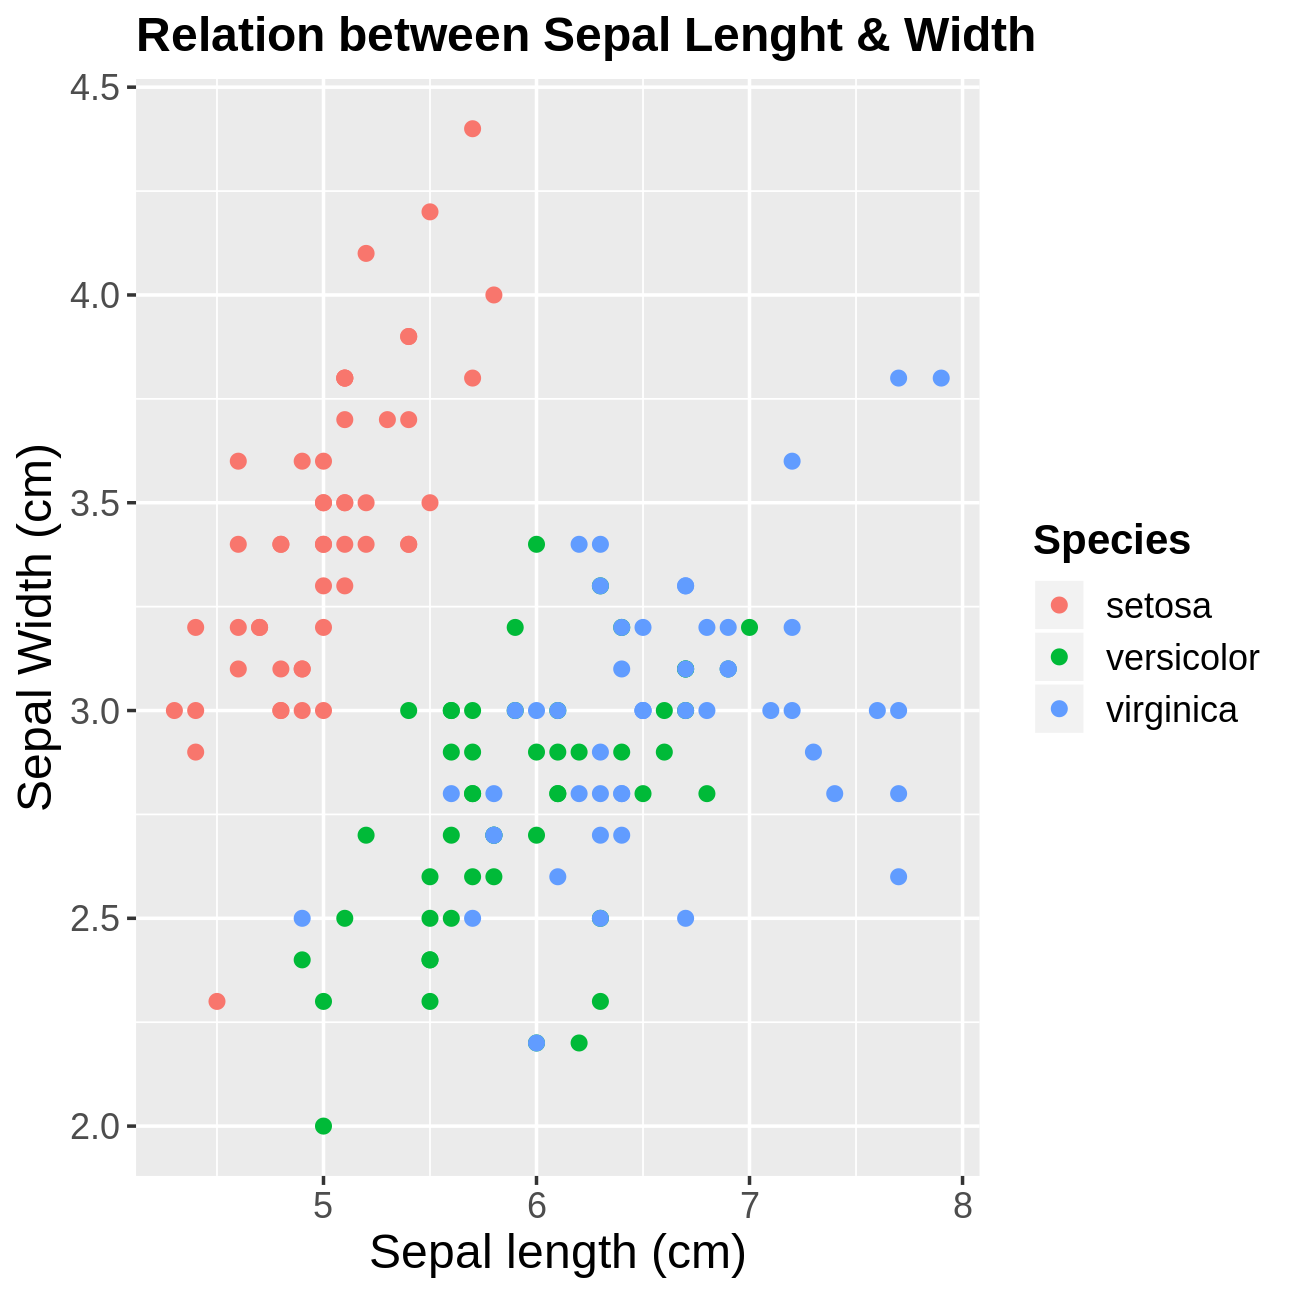 Relation between Sepal Lenght & Width
4.5
4.0
3.5
3.0
2.5
2.0
Sepal Width (cm)
5 6 7 8
Sepal length (cm)
Species
setosa
versicolor
virginica